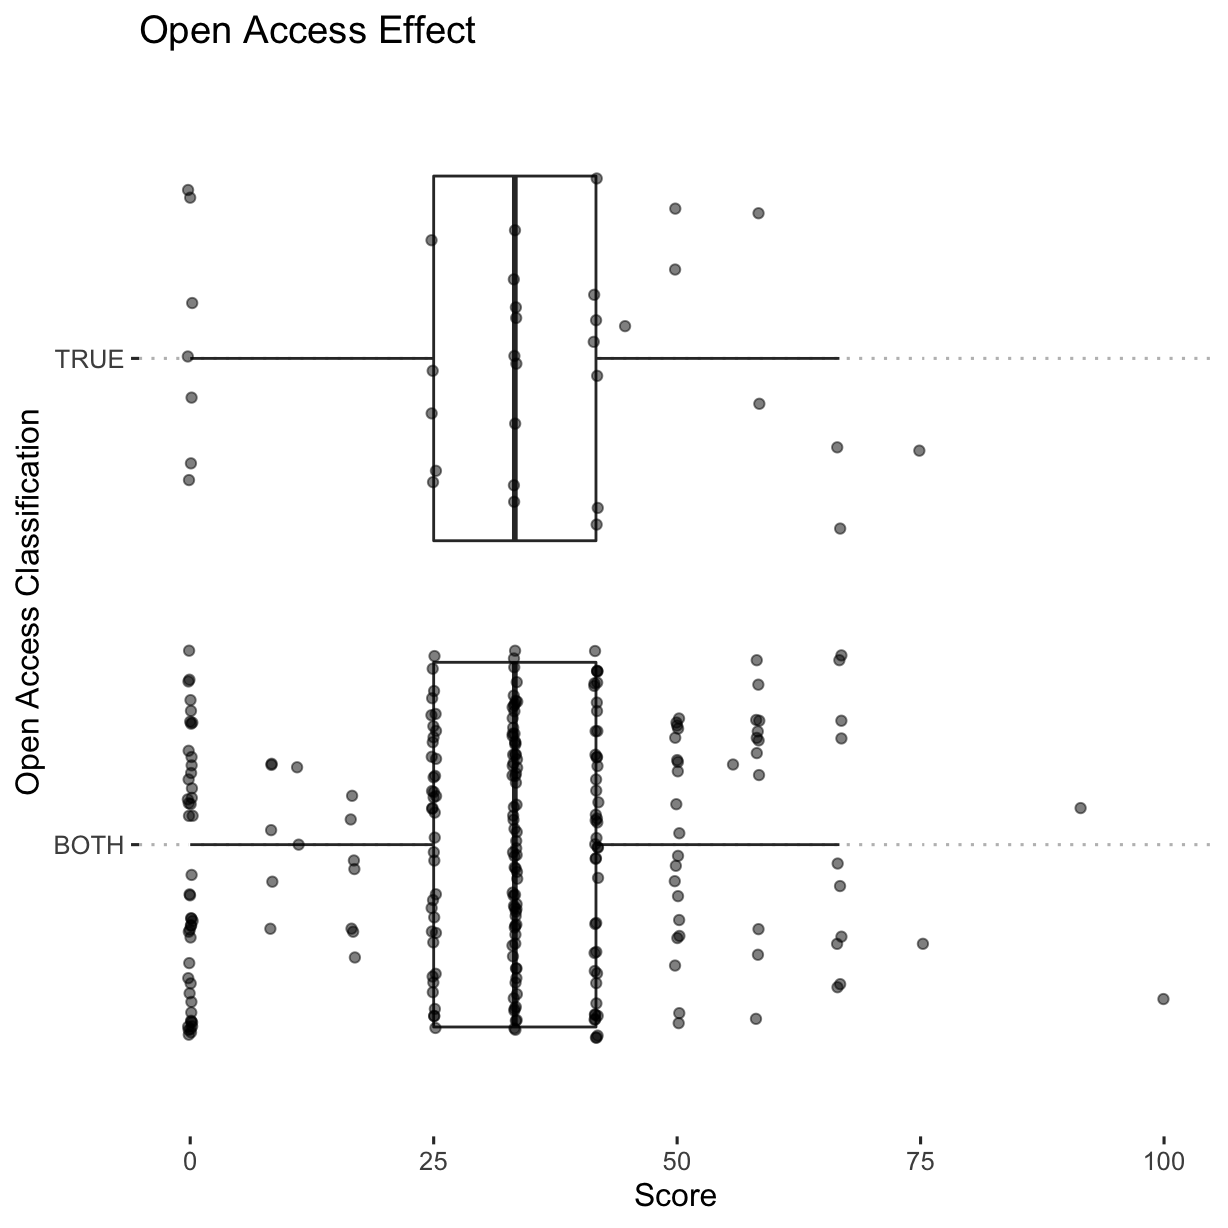 Open Access Effect
Open Access Classification
TRUE
BOTH
0 25 50 75 100
Score